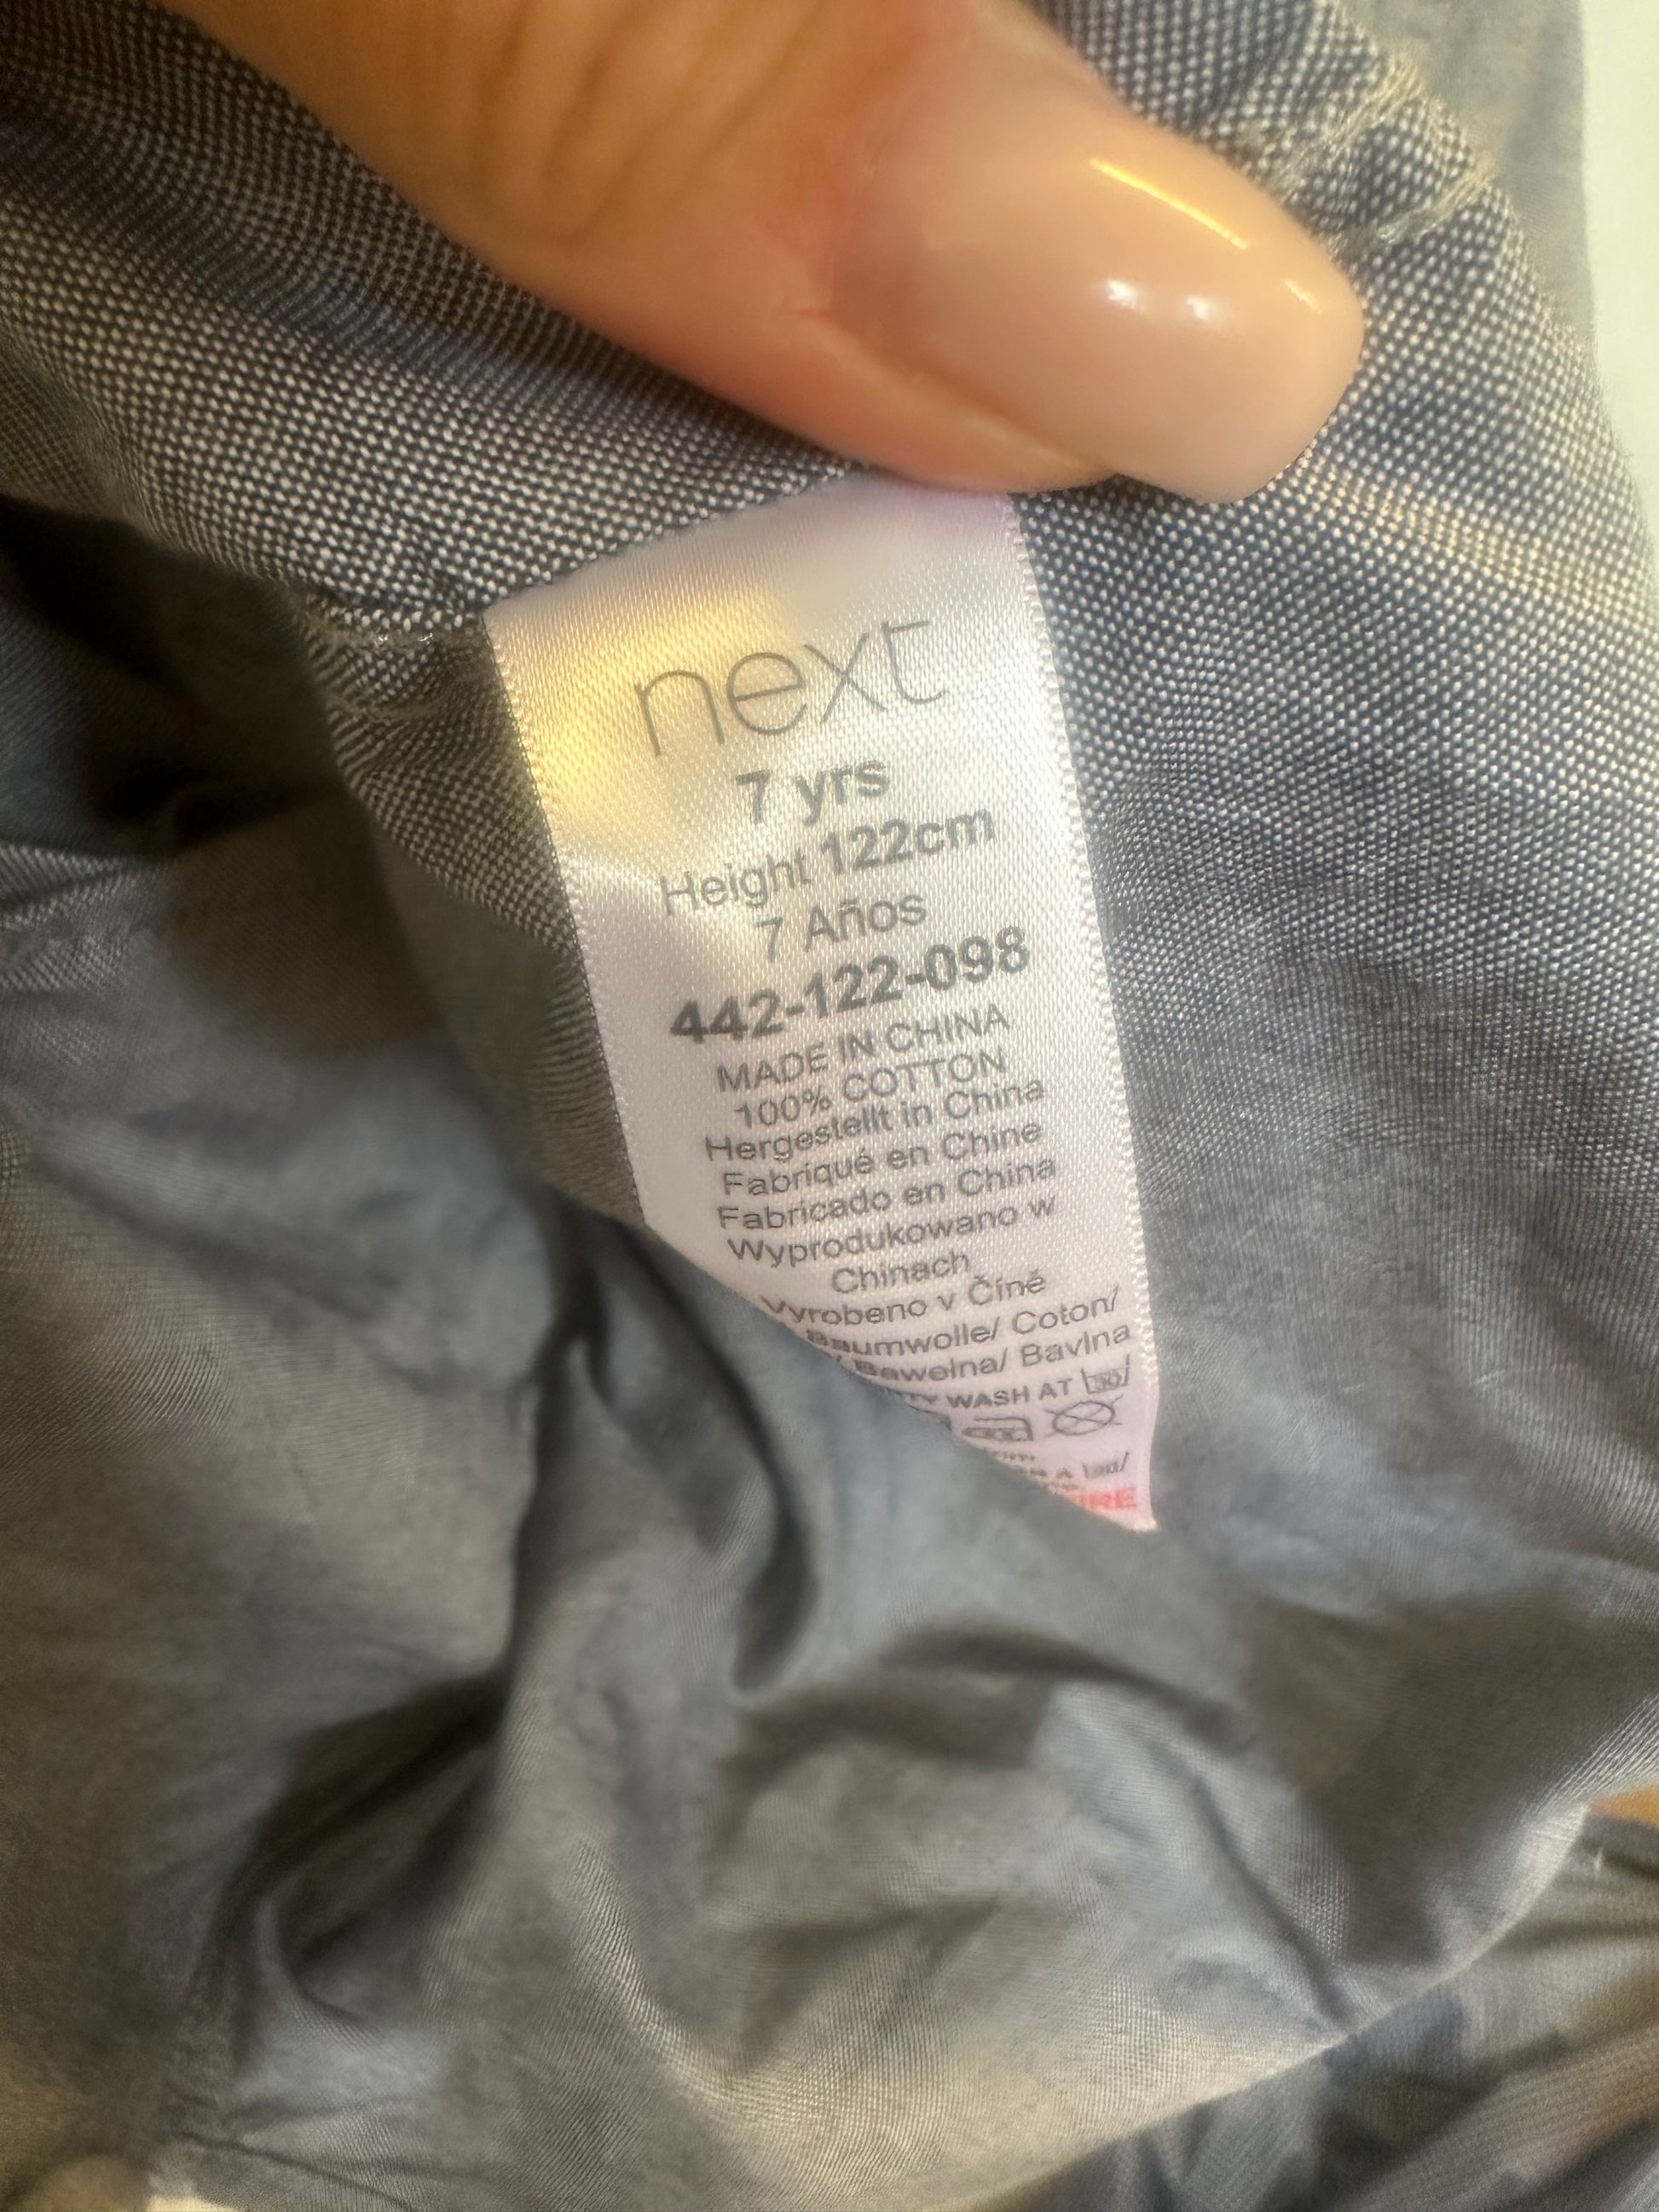 next
7 yrs
Height 122cm
7 Años
442-122-098
MADE IN CHINA
100% COTTON
Hergestellt in China
Fabriqué en Chine
Fabricado en China
Wyprodukowano w
Chinach
Vyrobeno v Číně
Baumwolle/ Coton/
/ Bawełna/ Bavlna
WASH AT 30/